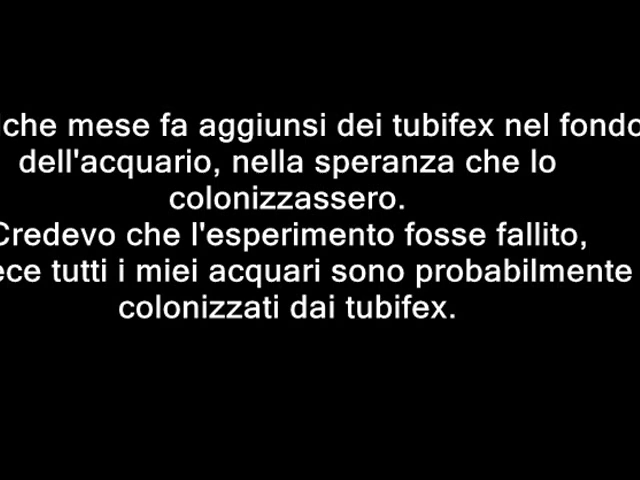 lche mese fa aggiunsi dei tubifex nel fondo
dell'acquario, nella speranza che lo
colonizzassero.
Credevo che l'esperimento fosse fallito,
ece tutti i miei acquari sono probabilmente
colonizzati dai tubifex.